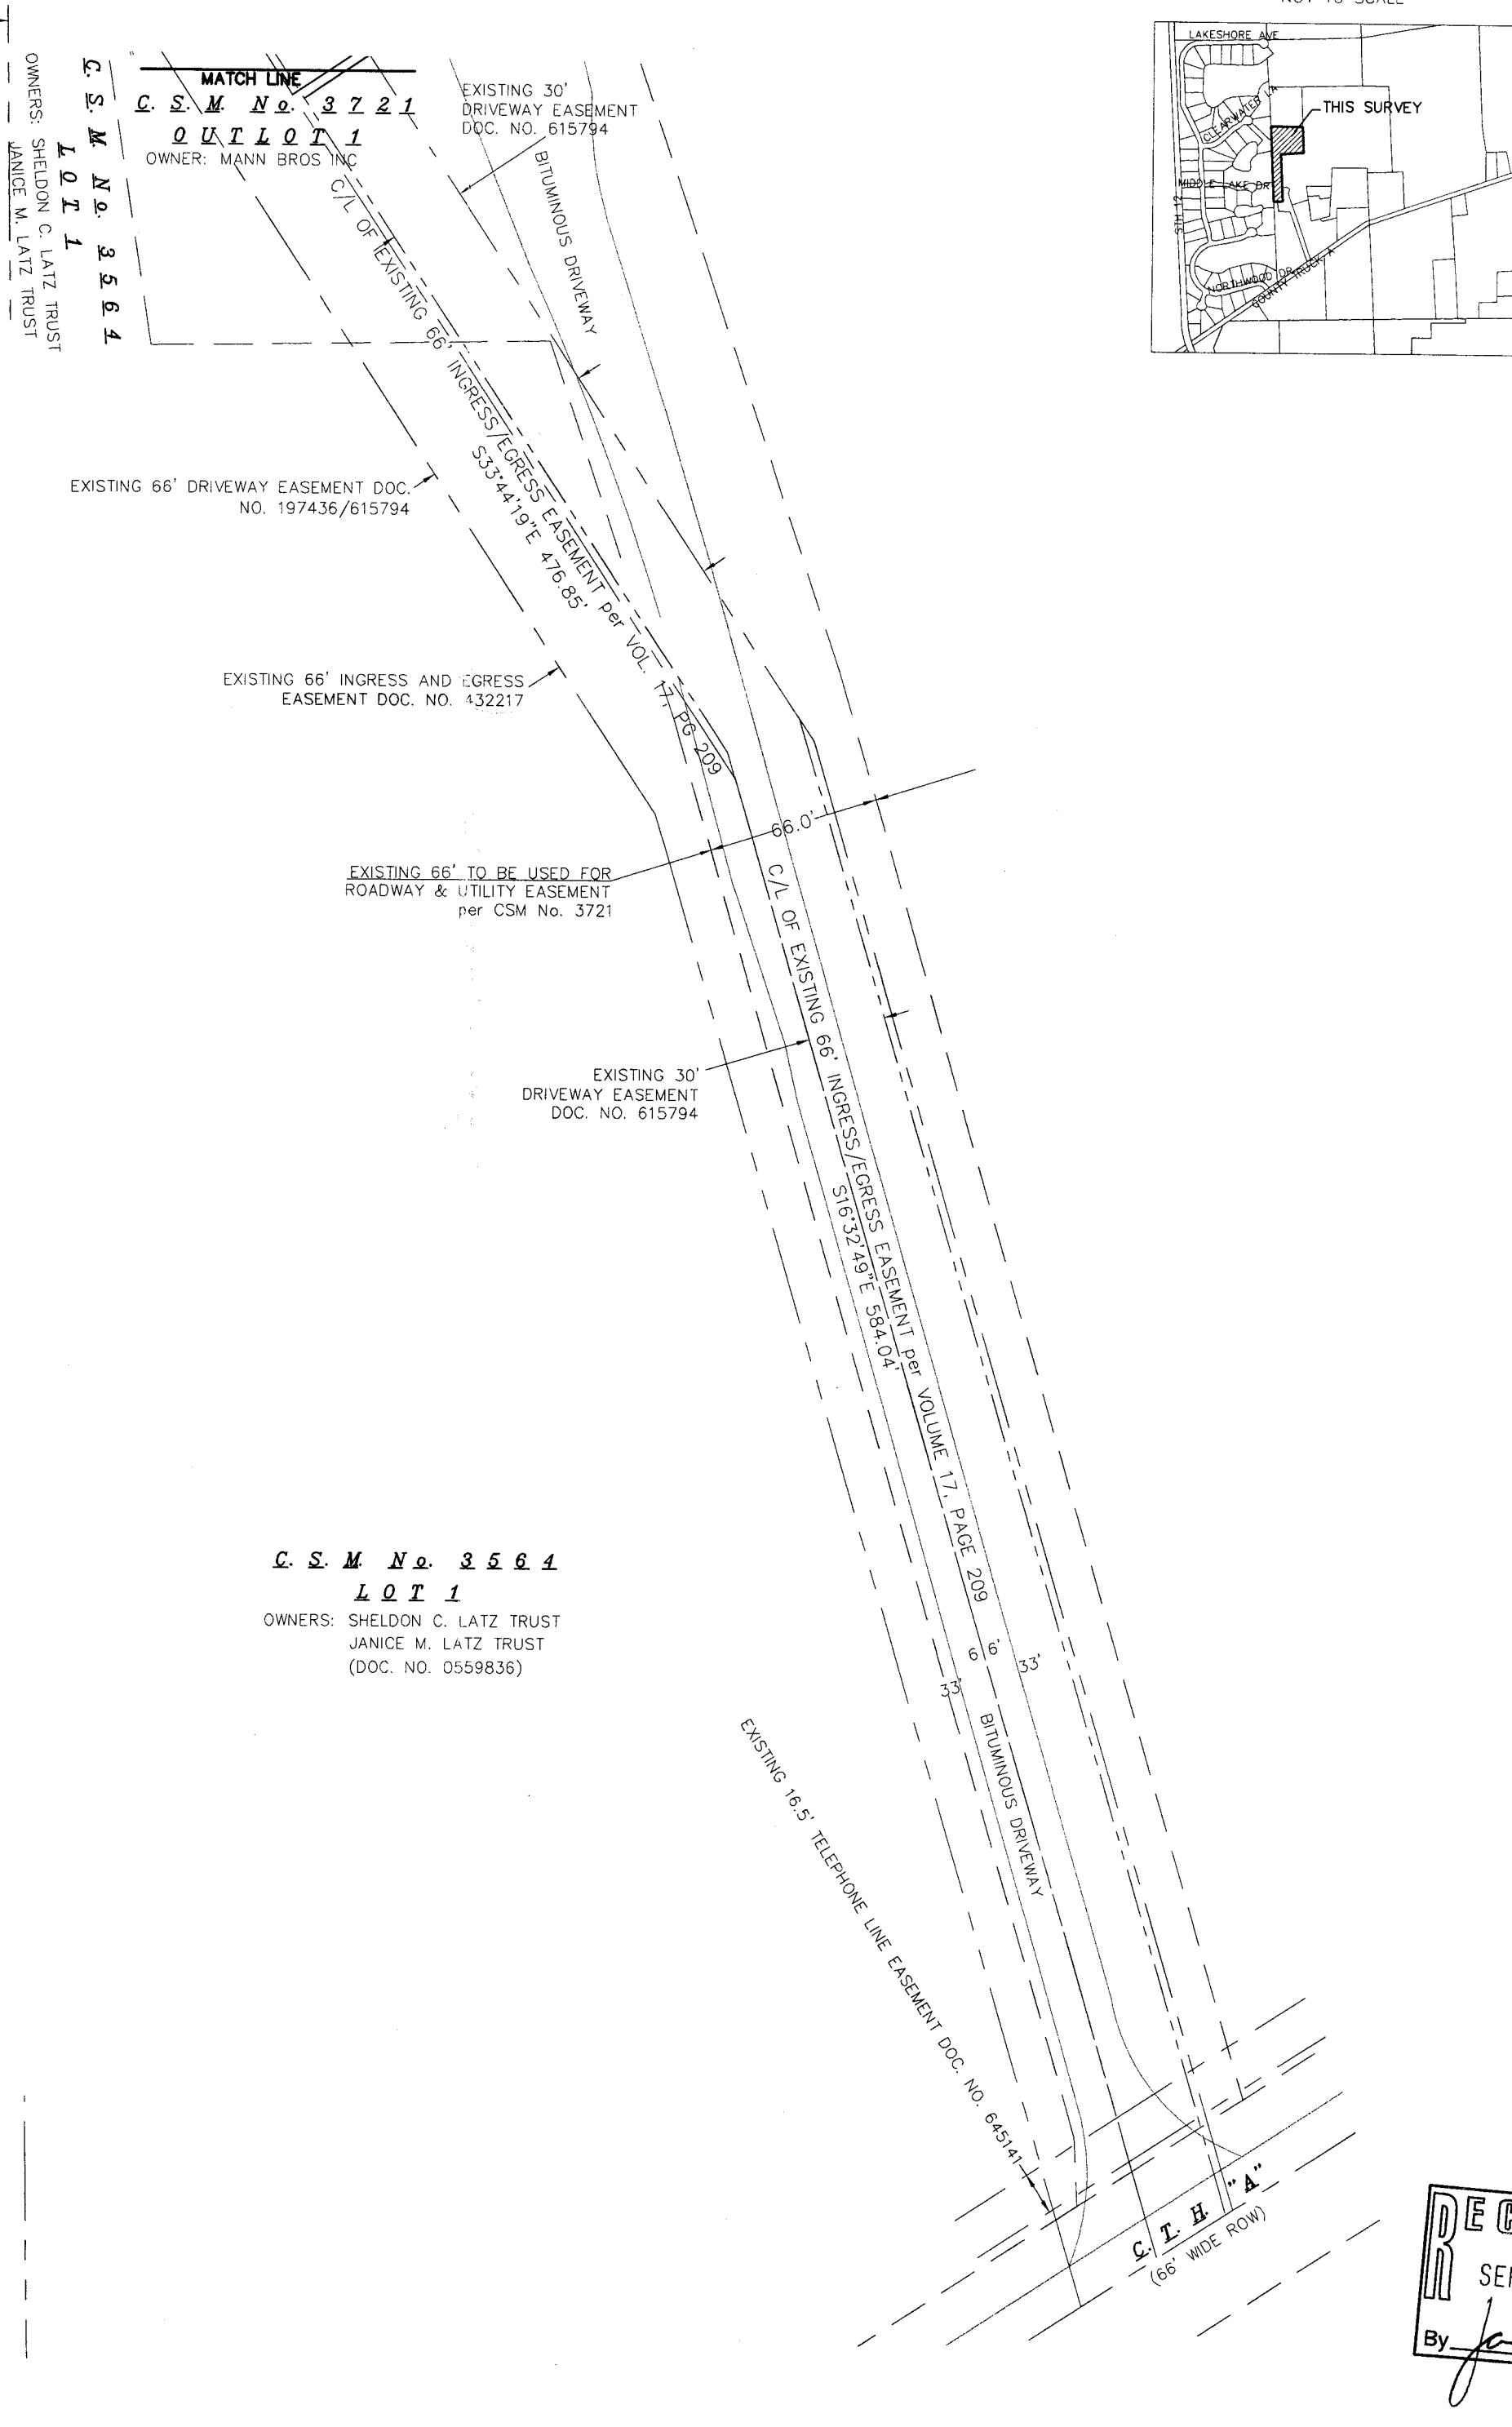 NOT TO SCALE
LAKESHORE AVE
CLEARWATER LA
THIS SURVEY
MIDDLE LAKE DR
STH 12
NORTHWOOD DR
COUNTY TRUCK A
MATCH LINE
C. S. M. No. 3721
OUTLOT 1
OWNER: MANN BROS INC
C. S. M. No. 3564
LOT 1
OWNERS: SHELDON C. LATZ TRUST
JANICE M. LATZ TRUST
EXISTING 30'
DRIVEWAY EASEMENT
DOC. NO. 615794
BITUMINOUS DRIVEWAY
C/L OF EXISTING 66' INGRESS/EGRESS EASEMENT per VOL. 17, PG 209
S33°44'19"E 476.85'
EXISTING 66' DRIVEWAY EASEMENT DOC.
NO. 197436/615794
EXISTING 66' INGRESS AND EGRESS
EASEMENT DOC. NO. 432217
66.0'
EXISTING 66' TO BE USED FOR
ROADWAY & UTILITY EASEMENT
per CSM No. 3721
C/L OF EXISTING 66' INGRESS/EGRESS EASEMENT per VOLUME 17, PAGE 209
S16°32'49"E 584.04'
EXISTING 30'
DRIVEWAY EASEMENT
DOC. NO. 615794
C. S. M. No. 3564
LOT 1
OWNERS: SHELDON C. LATZ TRUST
JANICE M. LATZ TRUST
(DOC. NO. 0559836)
6 6'
33'
33'
BITUMINOUS DRIVEWAY
EXISTING 16.5' TELEPHONE LINE EASEMENT DOC. NO. 645141
C. T. H. "A"
(66' WIDE ROW)
By